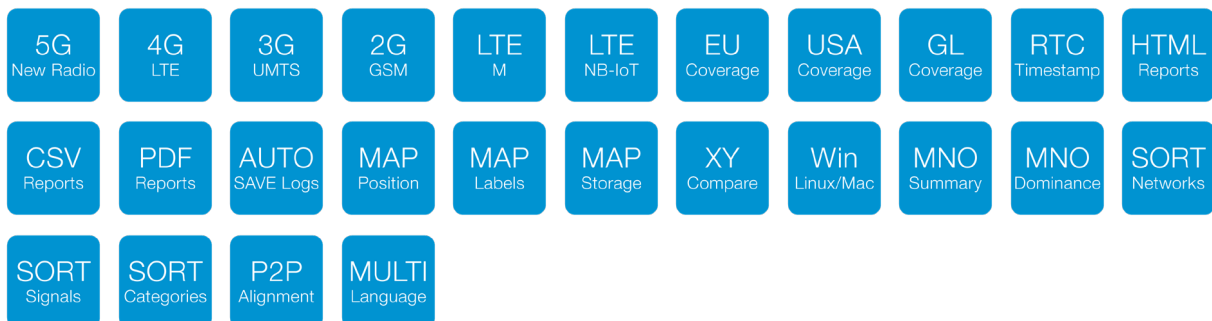 5G
New Radio
4G
LTE
3G
UMTS
2G
GSM
LTE
M
LTE
NB-IoT
EU
Coverage
USA
Coverage
GL
Coverage
RTC
Timestamp
HTML
Reports
CSV
Reports
PDF
Reports
AUTO
SAVE Logs
MAP
Position
MAP
Labels
MAP
Storage
XY
Compare
Win
Linux/Mac
MNO
Summary
MNO
Dominance
SORT
Networks
SORT
Signals
SORT
Categories
P2P
Alignment
MULTI
Language